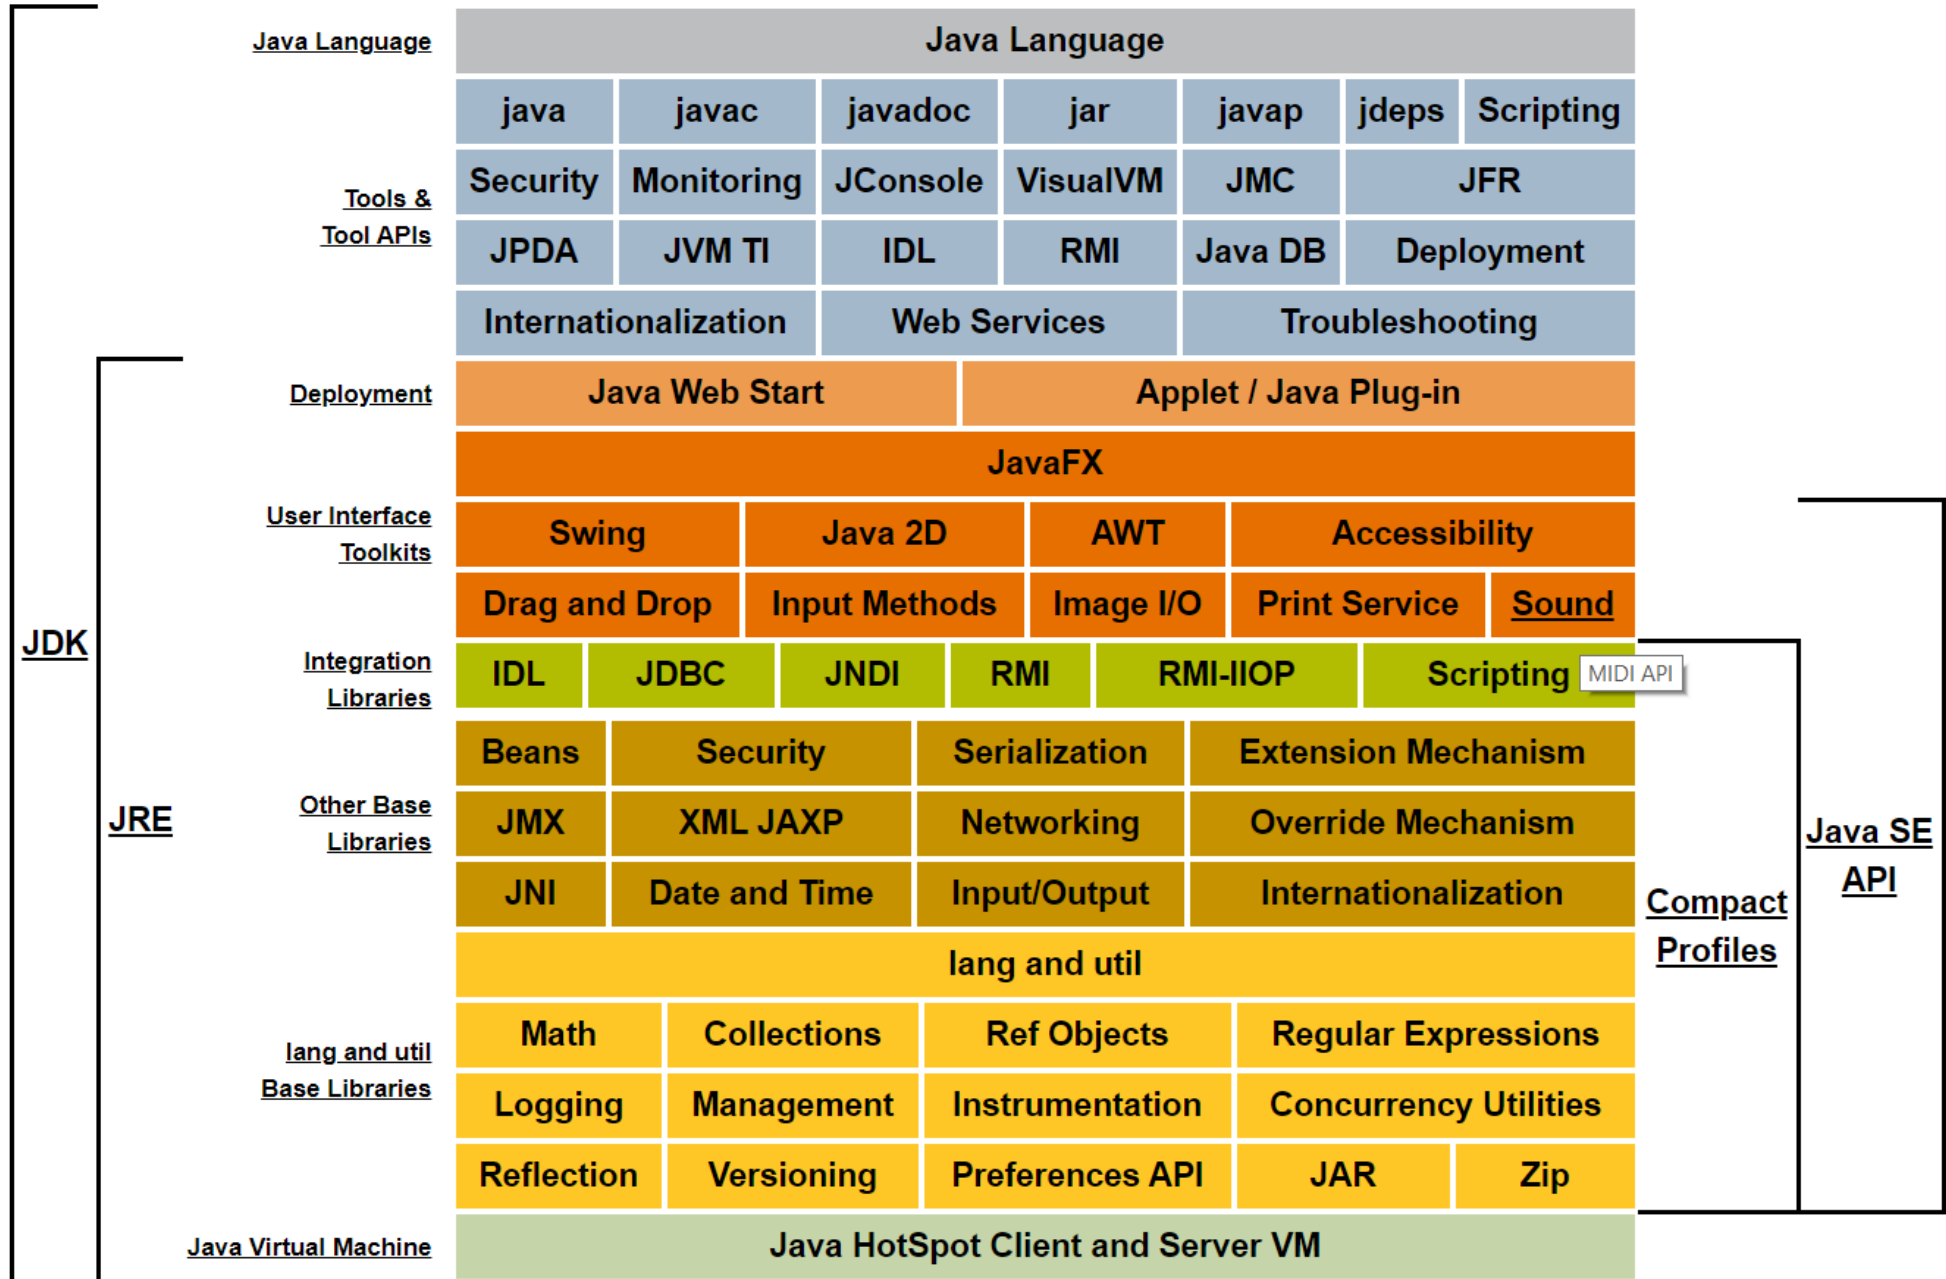 Java Language
Java Language
java javac javadoc jar javap jdeps Scripting
Tools &
Tool APIs
Security Monitoring JConsole VisualVM JMC JFR
JPDA JVM TI IDL RMI Java DB Deployment
Internationalization Web Services Troubleshooting
Deployment
Java Web Start Applet / Java Plug-in
JavaFX
User Interface
Toolkits
Swing Java 2D AWT Accessibility
Drag and Drop Input Methods Image I/O Print Service Sound
JDK
Integration
Libraries
IDL JDBC JNDI RMI RMI-IIOP Scripting
MIDI API
JRE
Other Base
Libraries
Beans Security Serialization Extension Mechanism
JMX XML JAXP Networking Override Mechanism
JNI Date and Time Input/Output Internationalization
Java SE
API
Compact
Profiles
lang and util
lang and util
Base Libraries
Math Collections Ref Objects Regular Expressions
Logging Management Instrumentation Concurrency Utilities
Reflection Versioning Preferences API JAR Zip
Java Virtual Machine
Java HotSpot Client and Server VM